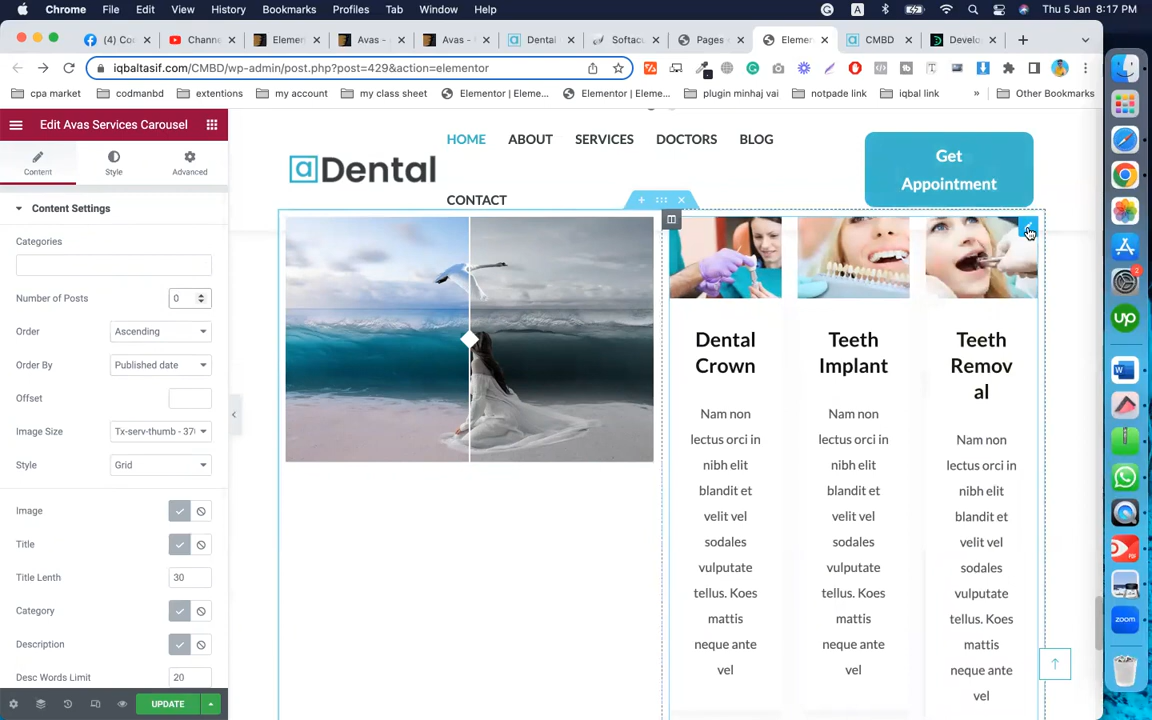 Chrome File Edit View History Bookmarks Profiles Tab Window Help A Thu 5 Jan 8:17 PM
(4) Co Chann Elemen Avas - Avas - Dental Softac Pages Elemen CMBD Develo
iqbaltasif.com/CMBD/wp-admin/post.php?post=429&action=elementor
cpa market codmanbd extentions my account my class sheet Elementor | Eleme... Elementor | Eleme... plugin minhaj vai notpade link iqbal link » Other Bookmarks
Edit Avas Services Carousel
Content Style Advanced
Content Settings
Categories
Number of Posts 0
Order Ascending
Order By Published date
Offset
Image Size Tx-serv-thumb - 37
Style Grid
Image
Title
Title Lenth 30
Category
Description
Desc Words Limit 20
UPDATE
HOME ABOUT SERVICES DOCTORS BLOG
CONTACT
aDental
Get
Appointment
Dental
Crown
Nam non
lectus orci in
nibh elit
blandit et
velit vel
sodales
vulputate
tellus. Koes
mattis
neque ante
vel
Teeth
Implant
Nam non
lectus orci in
nibh elit
blandit et
velit vel
sodales
vulputate
tellus. Koes
mattis
neque ante
vel
Teeth
Remov
al
Nam non
lectus orci in
nibh elit
blandit et
velit vel
sodales
vulputate
tellus. Koes
mattis
neque ante
vel
2
up
W
zoom